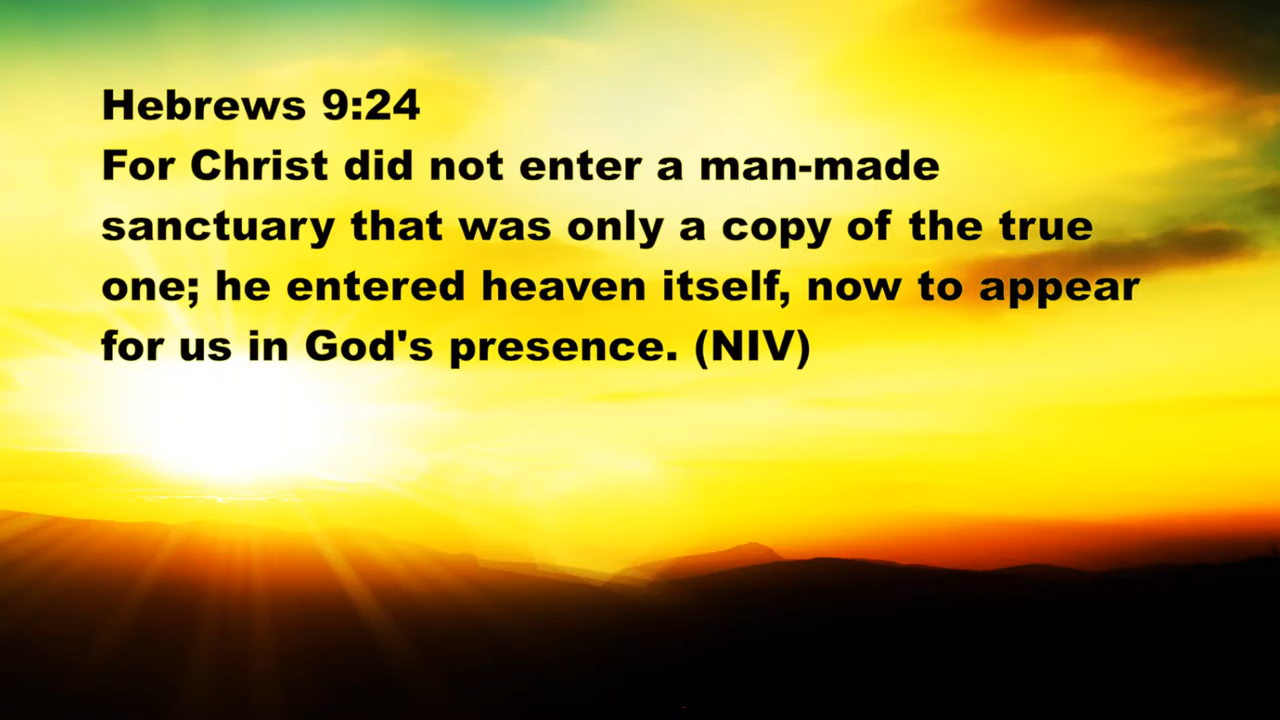 Hebrews 9:24
For Christ did not enter a man-made
sanctuary that was only a copy of the true
one; he entered heaven itself, now to appear
for us in God's presence. (NIV)